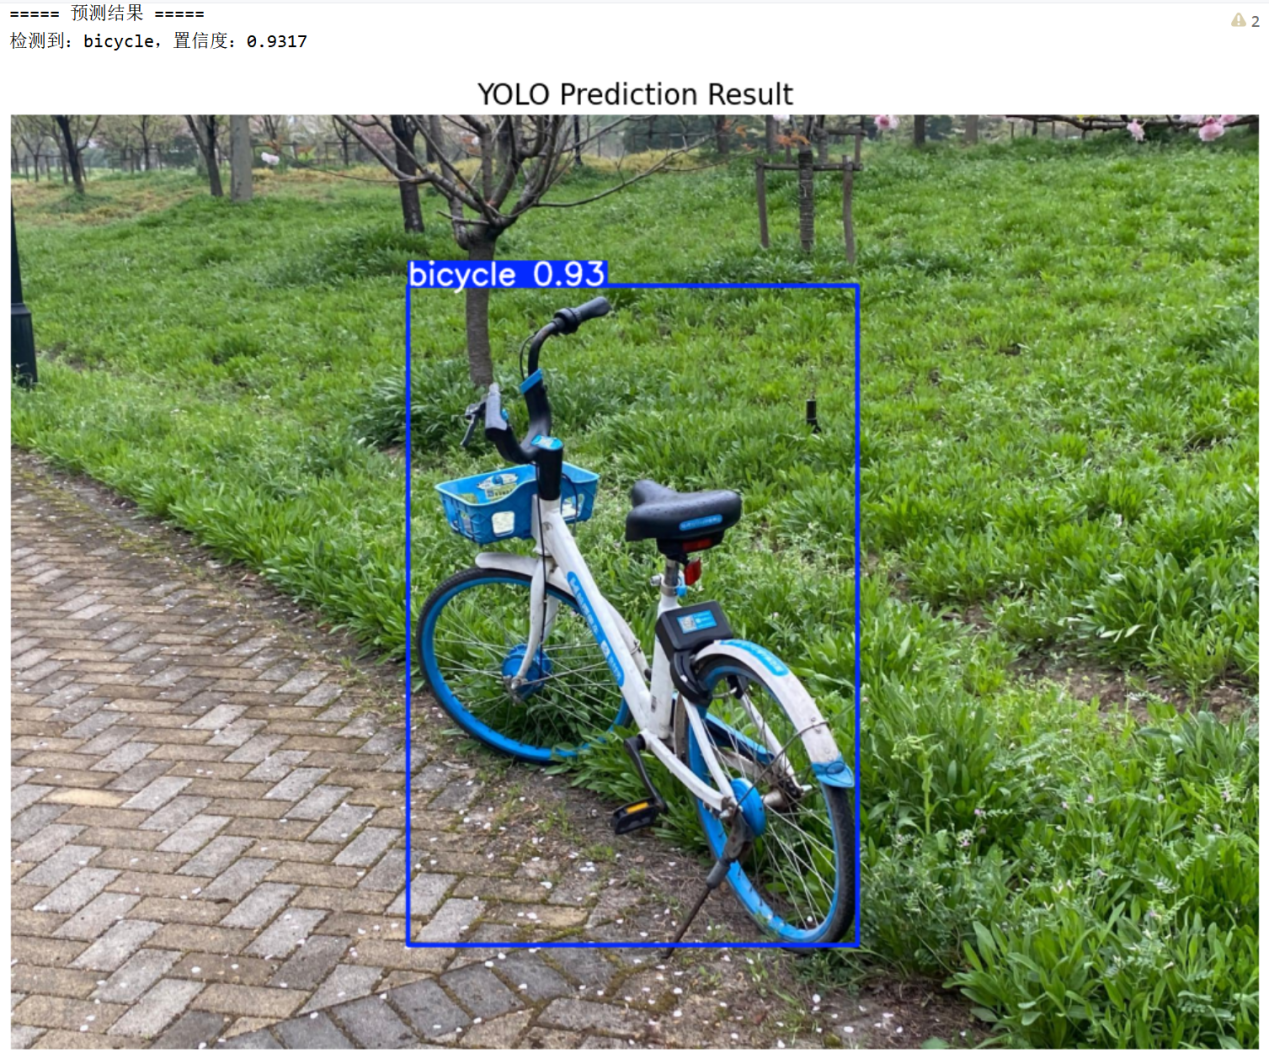 ===== 预测结果 =====
检测到: bicycle, 置信度: 0.9317
2
YOLO Prediction Result
bicycle 0.93